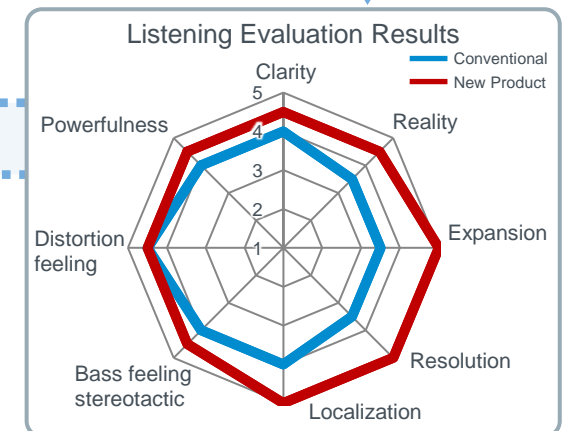 Listening Evaluation Results
Conventional
New Product
Clarity
Reality
Expansion
Resolution
Localization
Bass feeling
stereotactic
Distortion
feeling
Powerfulness
5
4
3
2
1